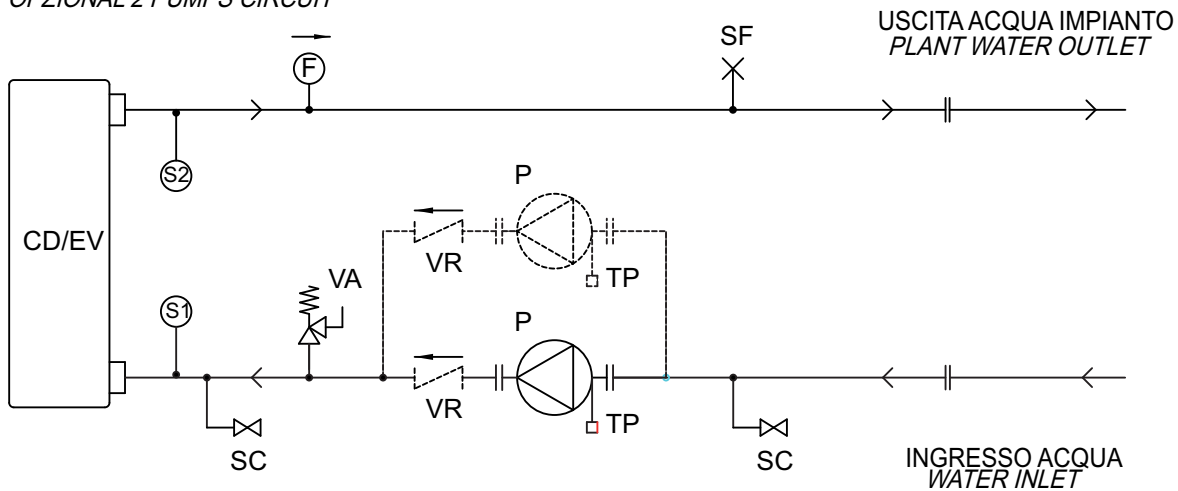 OPZIONAL 2 PUMPS CIRCUIT
USCITA ACQUA IMPIANTO
PLANT WATER OUTLET
SF
F
S2
P
CD/EV
VR
TP
VA
S1
P
VR
TP
SC
SC
INGRESSO ACQUA
WATER INLET